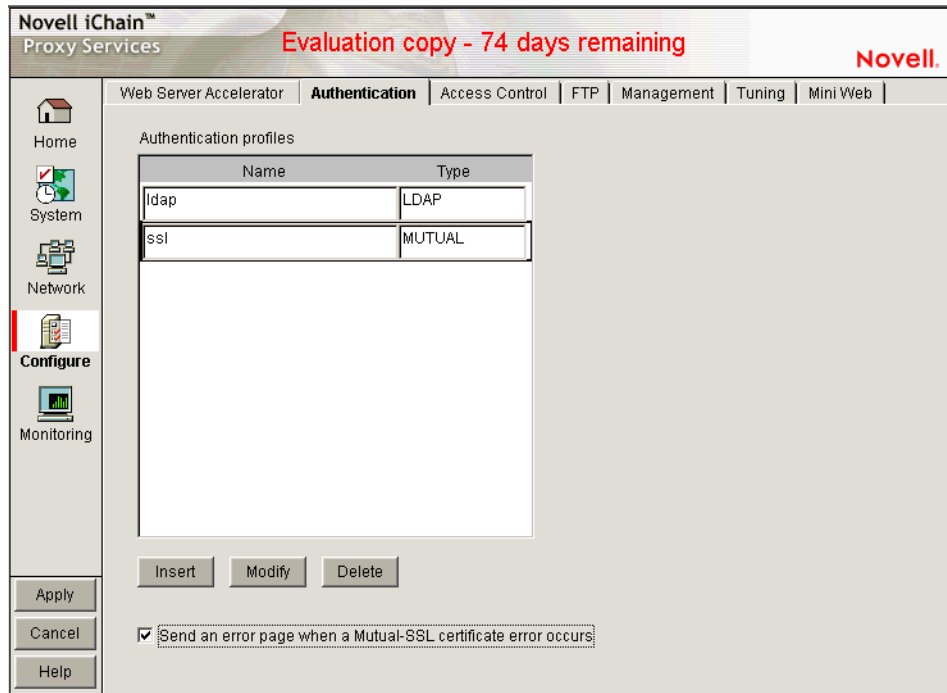 Novell iChain™
Proxy Services
Evaluation copy - 74 days remaining
Novell.
Web Server Accelerator
Authentication
Access Control
FTP
Management
Tuning
Mini Web
Home
System
Network
Configure
Monitoring
Authentication profiles
Name Type
ldap LDAP
ssl MUTUAL
Insert
Modify
Delete
Send an error page when a Mutual-SSL certificate error occurs
Apply
Cancel
Help